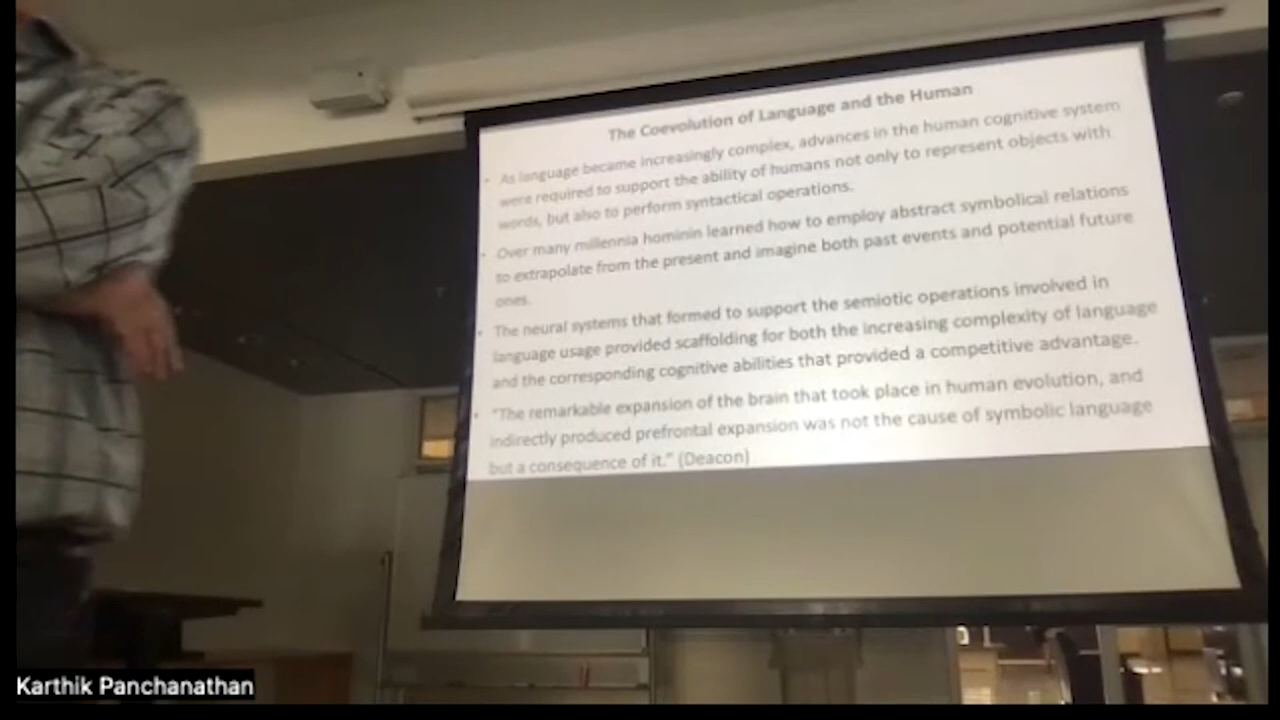 The Coevolution of Language and the Human
• As language became increasingly complex, advances in the human cognitive system
were required to support the ability of humans not only to represent objects with
words, but also to perform syntactical operations.
• Over many millennia hominin learned how to employ abstract symbolical relations
to extrapolate from the present and imagine both past events and potential future
ones.
• The neural systems that formed to support the semiotic operations involved in
language usage provided scaffolding for both the increasing complexity of language
and the corresponding cognitive abilities that provided a competitive advantage.
• "The remarkable expansion of the brain that took place in human evolution, and
indirectly produced prefrontal expansion was not the cause of symbolic language
but a consequence of it." (Deacon)
Karthik Panchanathan